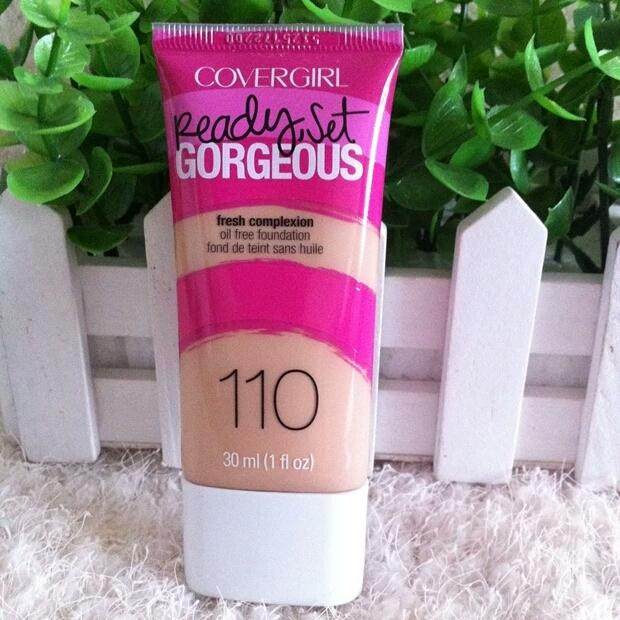 COVERGIRL
Ready, Set
GORGEOUS
fresh complexion
oil free foundation
fond de teint sans huile
110
30 ml (1 fl oz)